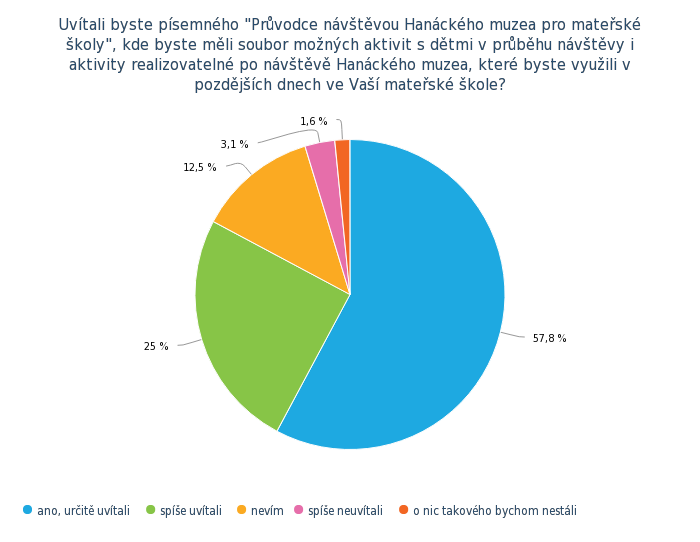 Uvítali byste písemného "Průvodce návštěvou Hanáckého muzea pro mateřské
školy", kde byste měli soubor možných aktivit s dětmi v průběhu návštěvy i
aktivity realizovatelné po návštěvě Hanáckého muzea, které byste využili v
pozdějších dnech ve Vaší mateřské škole?
1,6 %
3,1 %
12,5 %
57,8 %
25 %
ano, určitě uvítali spíše uvítali nevím spíše neuvítali o nic takového bychom nestáli